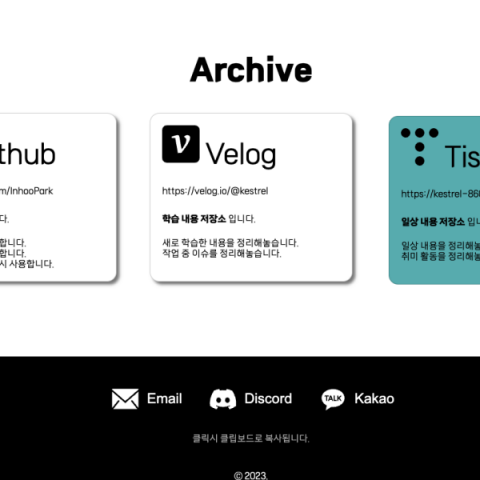 Archive
thub
m/InhooPark
다.
합니다.
합니다.
시 사용합니다.
v Velog
https://velog.io/@kestrel
학습 내용 저장소 입니다.
새로 학습한 내용을 정리해놓습니다.
작업 중 이슈를 정리해놓습니다.
Tis
https://kestrel-86
일상 내용 저장소 입니
일상 내용을 정리해놓
취미 활동을 정리해놓
Email
Discord
TALK Kakao
클릭시 클립보드로 복사됩니다.
© 2023.